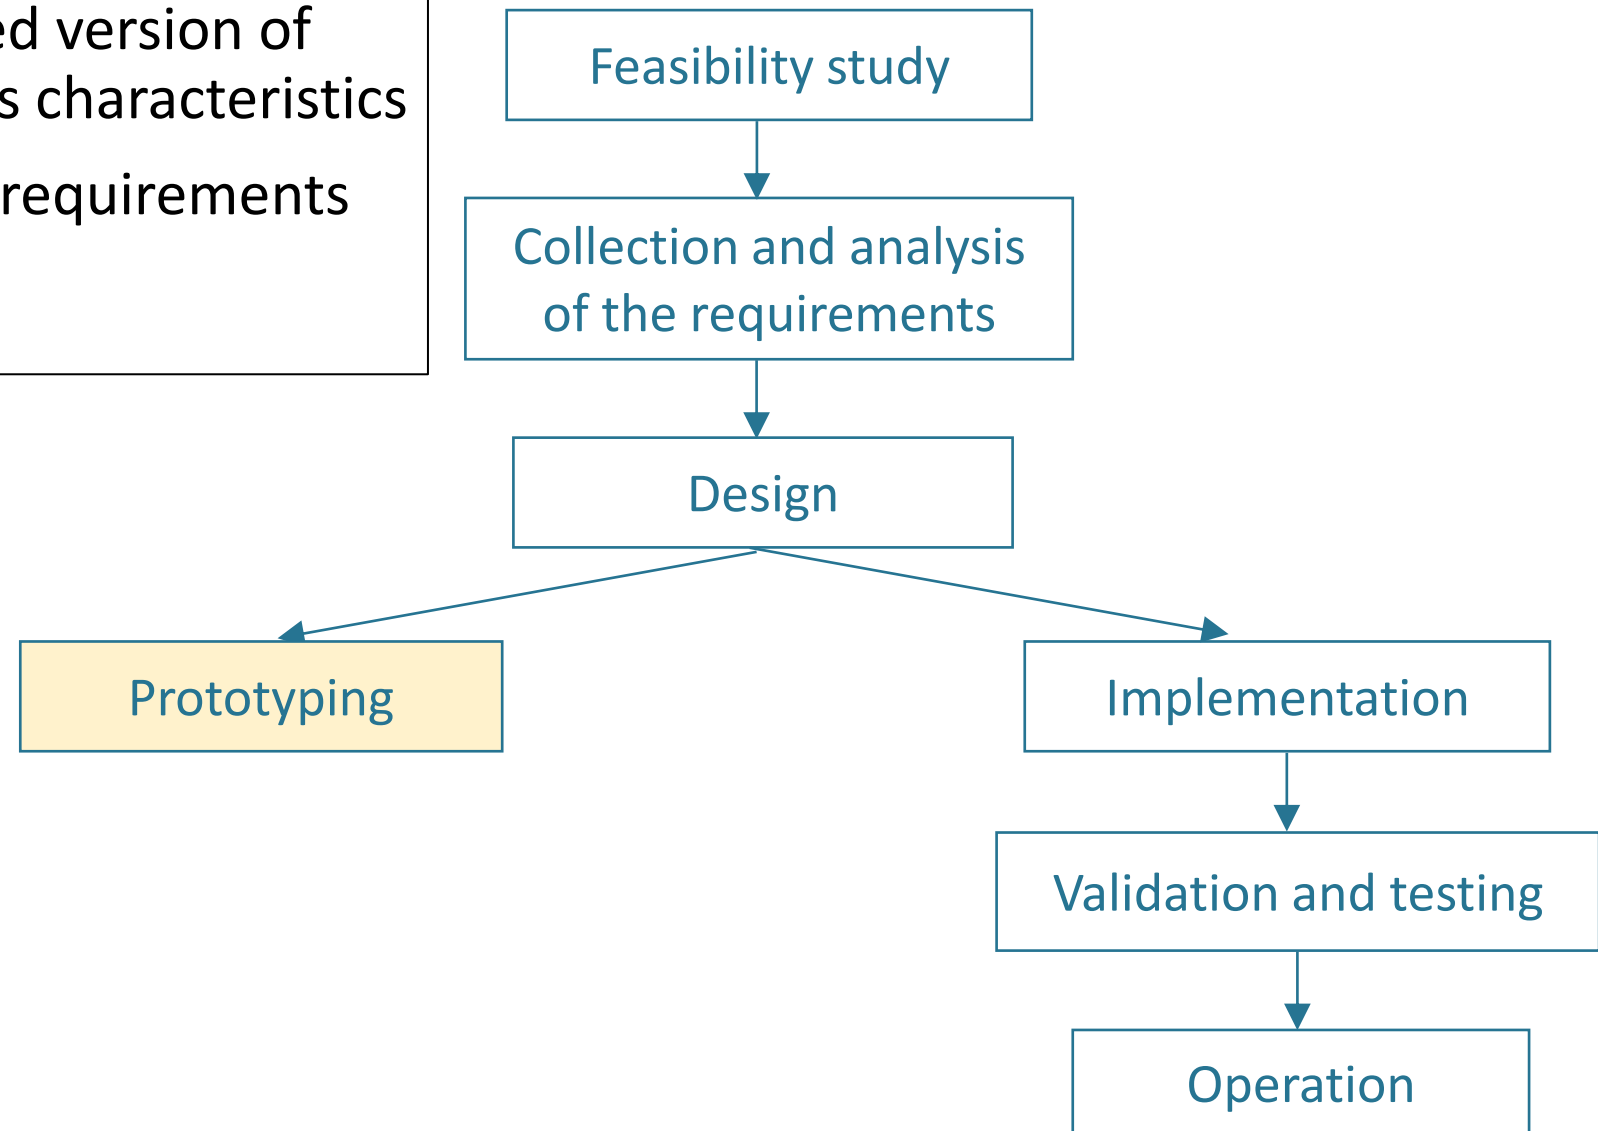 ed version of
s characteristics
requirements
Feasibility study
Collection and analysis
of the requirements
Design
Prototyping
Implementation
Validation and testing
Operation